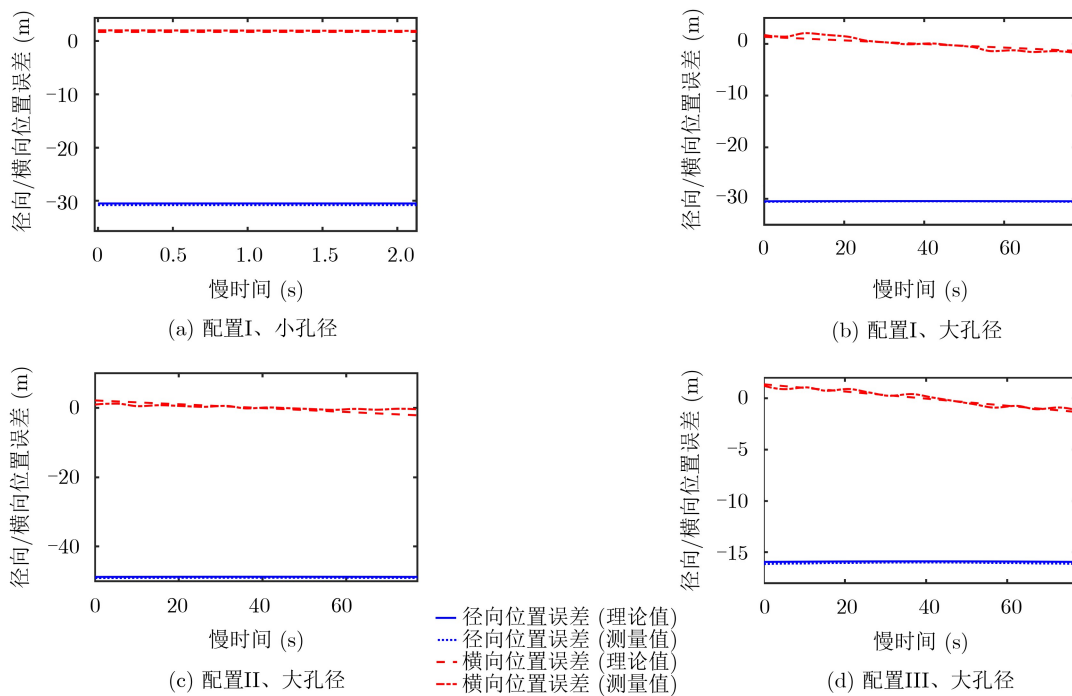 径向/横向位置误差 (m)
0
−10
−20
−30
0
0.5
1.0
1.5
2.0
慢时间 (s)
(a) 配置I、小孔径
径向/横向位置误差 (m)
0
−10
−20
−30
0
20
40
60
慢时间 (s)
(b) 配置I、大孔径
径向/横向位置误差 (m)
0
−20
−40
0
20
40
60
慢时间 (s)
(c) 配置II、大孔径
径向/横向位置误差 (m)
0
−5
−10
−15
0
20
40
60
慢时间 (s)
(d) 配置III、大孔径
径向位置误差 (理论值)
径向位置误差 (测量值)
横向位置误差 (理论值)
横向位置误差 (测量值)